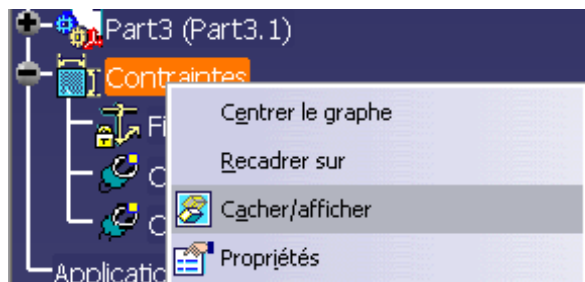 Part3 (Part3.1)
Contraintes
Centrer le graphe
Recadrer sur
Cacher/afficher
Propriétés